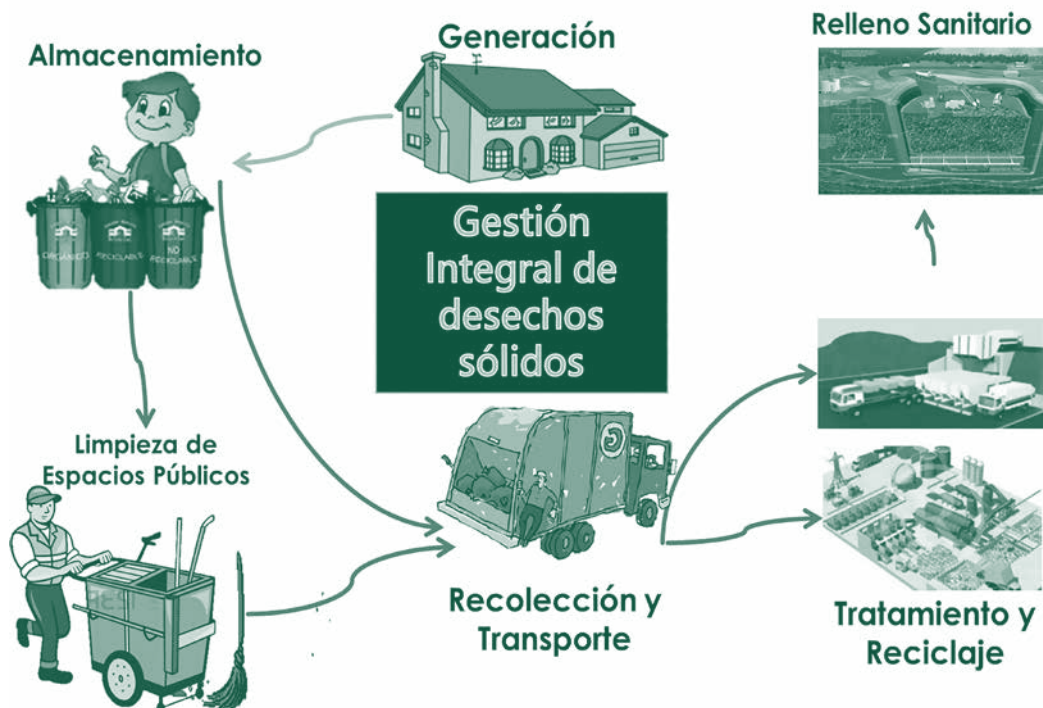 Generación
Relleno Sanitario
Almacenamiento
ORGÁNICO
RECICLABLE
NO
RECICLABLE
Gestión
Integral de
desechos
sólidos
Limpieza de
Espacios Públicos
Recolección y
Transporte
Tratamiento y
Reciclaje